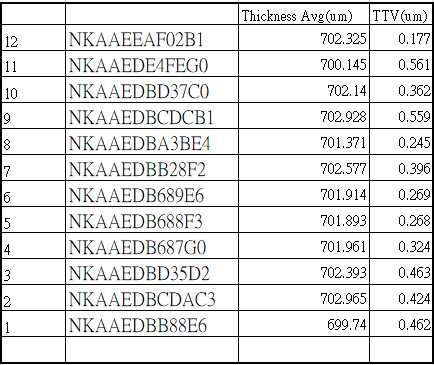 Thickness Avg(um) TTV(um)
12 NKAAEEAF02B1 702.325 0.177
11 NKAAEDE4FEG0 700.145 0.561
10 NKAAEDBD37C0 702.14 0.362
9 NKAAEDBCDCB1 702.928 0.559
8 NKAAEDBA3BE4 701.371 0.245
7 NKAAEDBB28F2 702.577 0.396
6 NKAAEDB689E6 701.914 0.269
5 NKAAEDB688F3 701.893 0.268
4 NKAAEDB687G0 701.961 0.324
3 NKAAEDBD35D2 702.393 0.463
2 NKAAEDBCDAC3 702.965 0.424
1 NKAAEDBB88E6 699.74 0.462